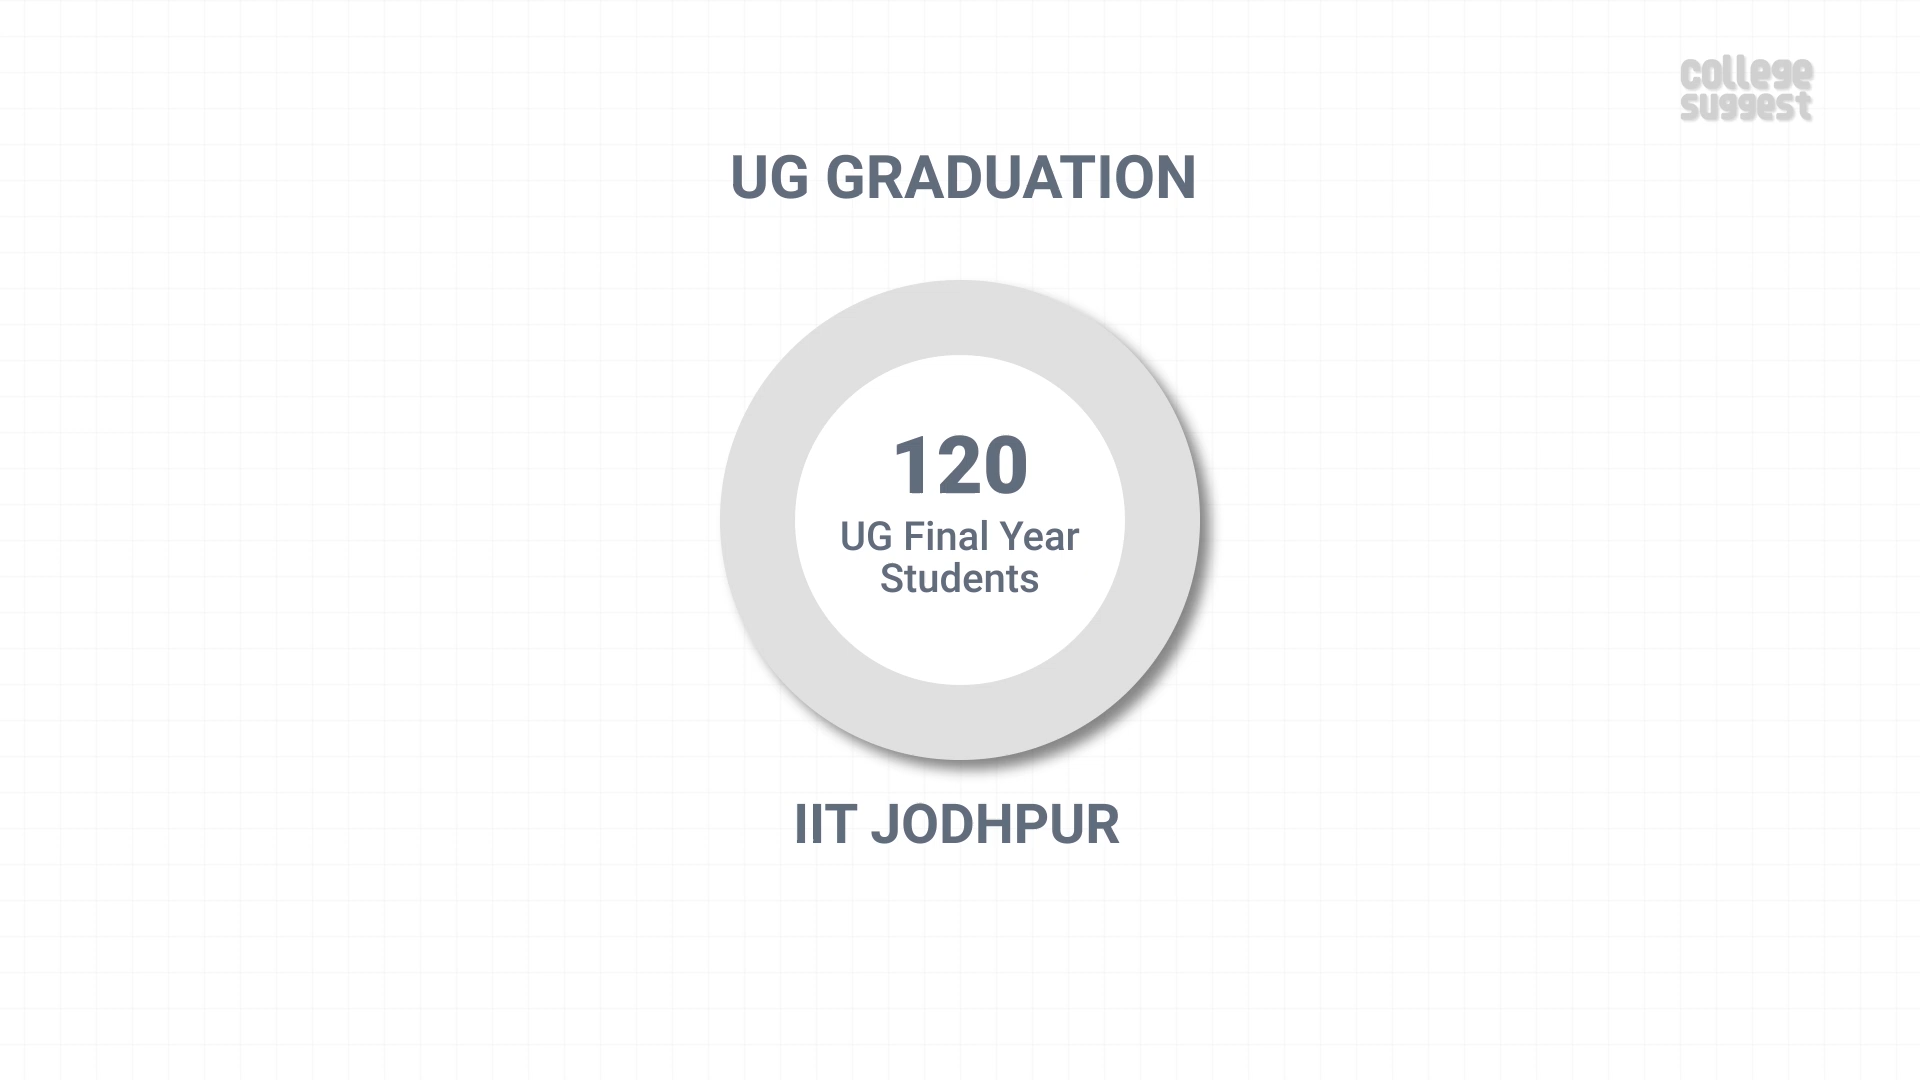 college
suggest
UG GRADUATION
120
UG Final Year
Students
IIT JODHPUR